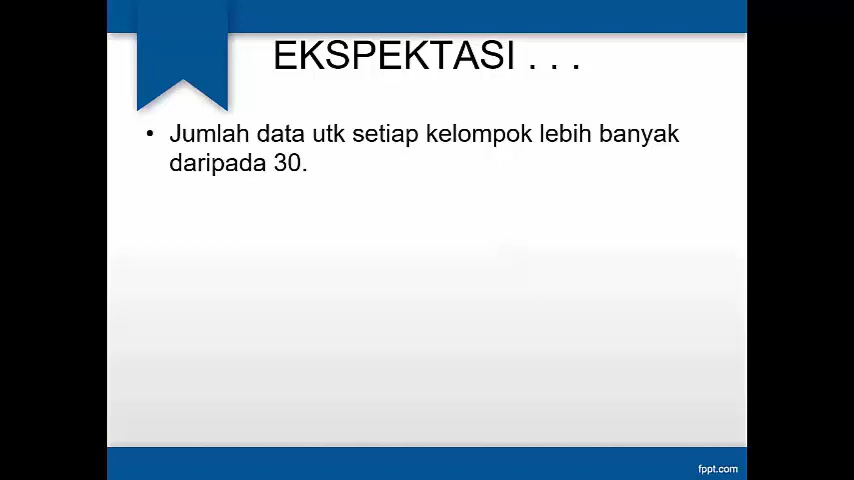 EKSPEKTASI . . .
• Jumlah data utk setiap kelompok lebih banyak
daripada 30.
fppt.com